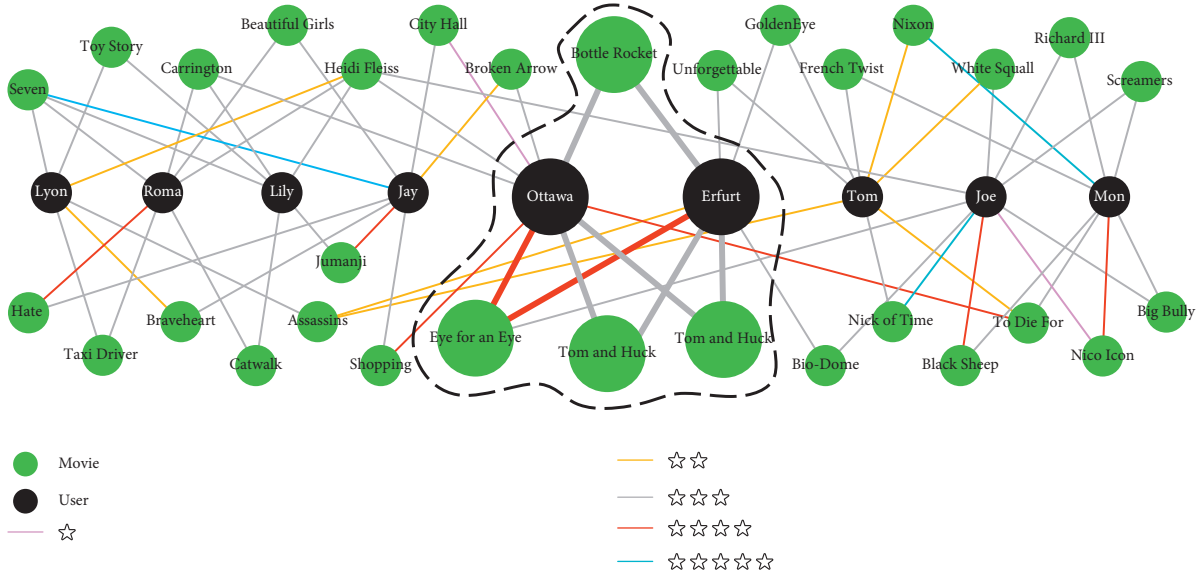 Beautiful Girls
City Hall
GoldenEye
Nixon
Toy Story
Bottle Rocket
Richard III
Carrington
Heidi Fleiss
Broken Arrow
Unforgettable
French Twist
White Squall
Seven
Screamers
Lyon
Roma
Lily
Jay
Ottawa
Erfurt
Tom
Joe
Mon
Jumanji
Hate
Braveheart
Assassins
Nick of Time
To Die For
Big Bully
Eye for an Eye
Tom and Huck
Tom and Huck
Taxi Driver
Catwalk
Shopping
Bio-Dome
Black Sheep
Nico Icon
Movie
User